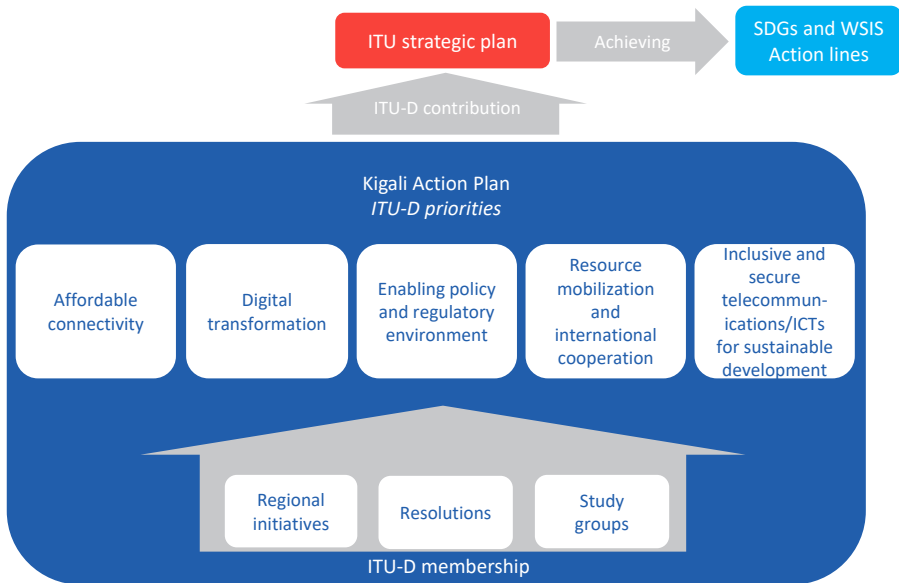 ITU strategic plan
Achieving
SDGs and WSIS
Action lines
ITU-D contribution
Kigali Action Plan
ITU-D priorities
Affordable
connectivity
Digital
transformation
Enabling policy
and regulatory
environment
Resource
mobilization
and
international
cooperation
Inclusive and
secure
telecommun-
ications/ICTs
for sustainable
development
Regional
initiatives
Resolutions
Study
groups
ITU-D membership